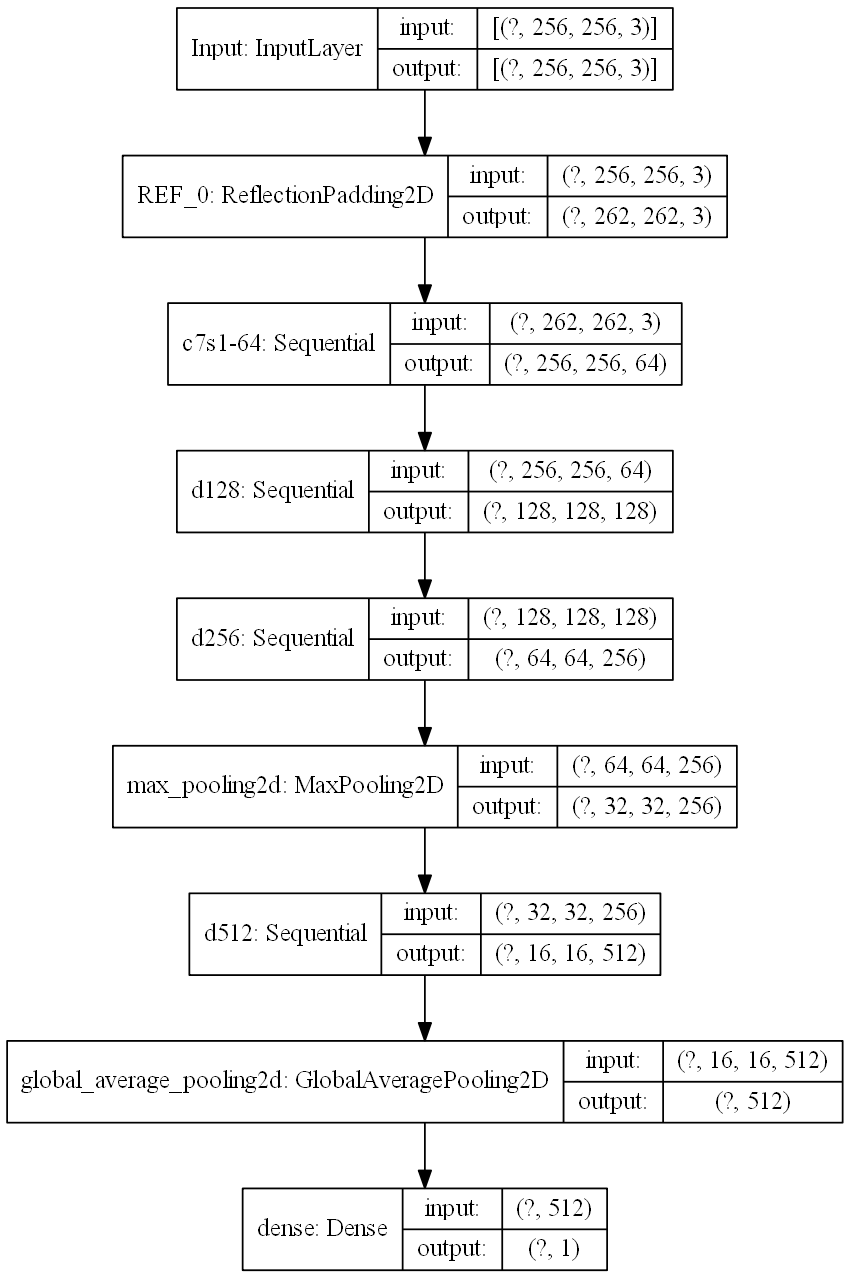 Input: InputLayer
input: [(?, 256, 256, 3)]
output: [(?, 256, 256, 3)]
REF_0: ReflectionPadding2D
input: (?, 256, 256, 3)
output: (?, 262, 262, 3)
c7s1-64: Sequential
input: (?, 262, 262, 3)
output: (?, 256, 256, 64)
d128: Sequential
input: (?, 256, 256, 64)
output: (?, 128, 128, 128)
d256: Sequential
input: (?, 128, 128, 128)
output: (?, 64, 64, 256)
max_pooling2d: MaxPooling2D
input: (?, 64, 64, 256)
output: (?, 32, 32, 256)
d512: Sequential
input: (?, 32, 32, 256)
output: (?, 16, 16, 512)
global_average_pooling2d: GlobalAveragePooling2D
input: (?, 16, 16, 512)
output: (?, 512)
dense: Dense
input: (?, 512)
output: (?, 1)